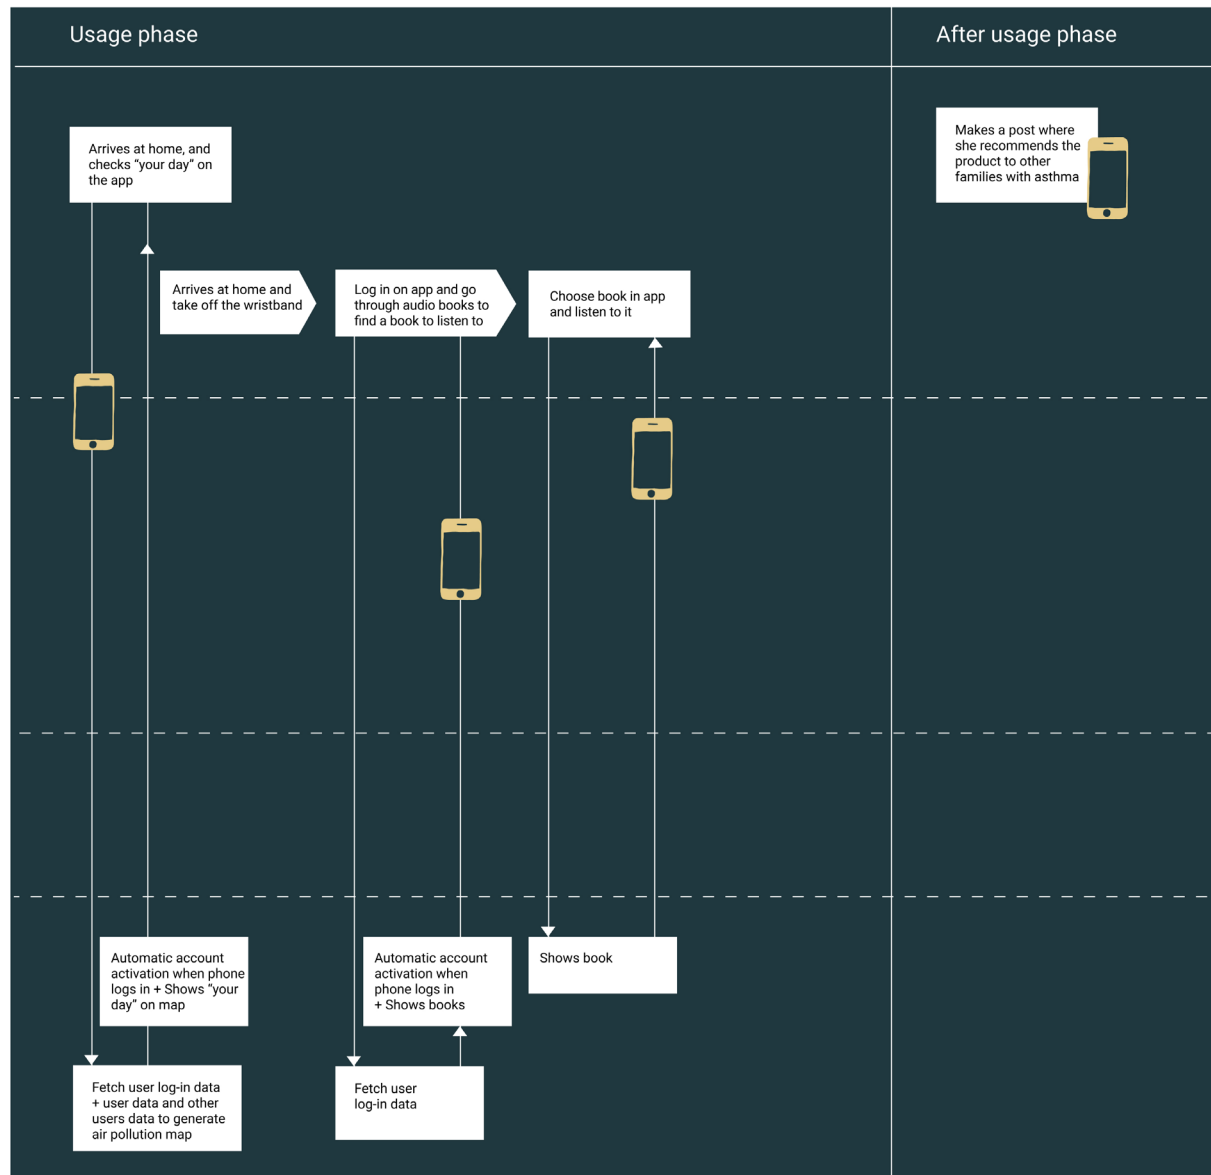 Usage phase
After usage phase
Arrives at home, and
checks “your day” on
the app
Makes a post where
she recommends the
product to other
families with asthma
Arrives at home and
take off the wristband
Log in on app and go
through audio books to
find a book to listen to
Choose book in app
and listen to it
Automatic account
activation when phone
logs in + Shows “your
day” on map
Automatic account
activation when
phone logs in
+ Shows books
Shows book
Fetch user log-in data
+ user data and other
users data to generate
air pollution map
Fetch user
log-in data